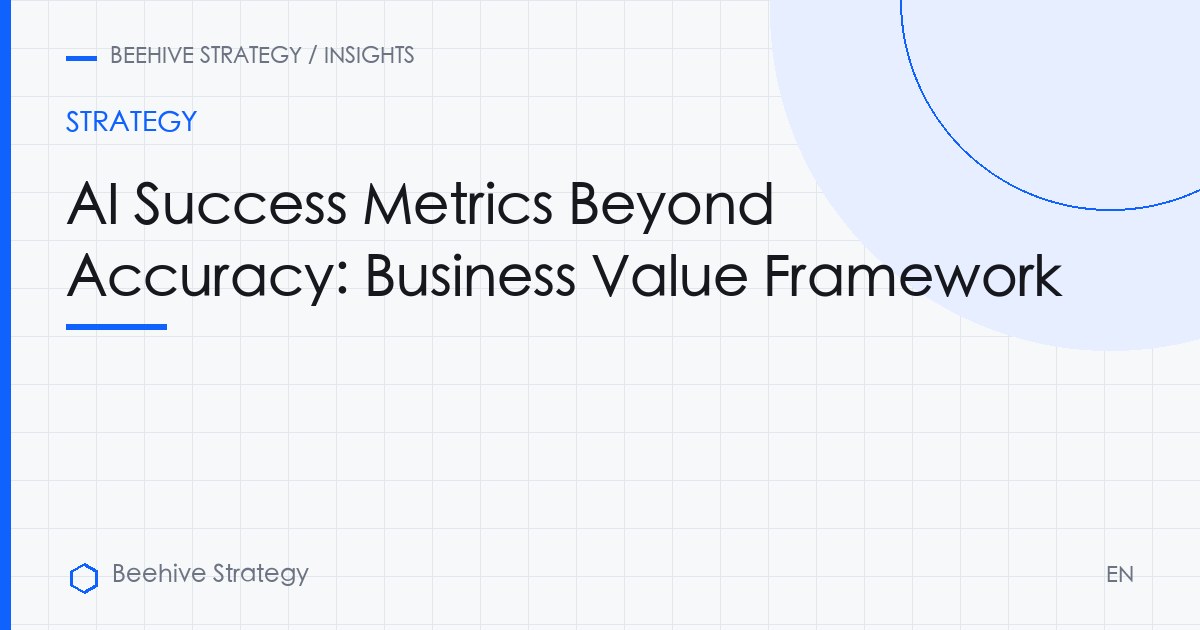 BEEHIVE STRATEGY / INSIGHTS
STRATEGY
AI Success Metrics Beyond
Accuracy: Business Value Framework
Beehive Strategy
EN